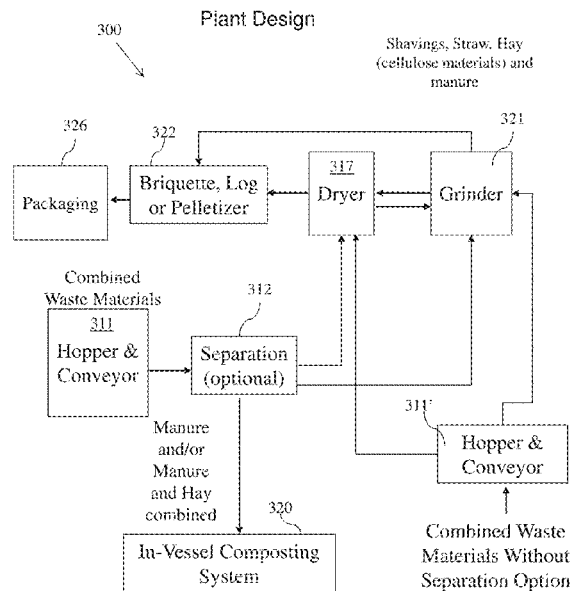 Plant Design
300
Shavings, Straw, Hay
(cellulose materials) and
manure
326
322
321
Packaging
Briquette, Log
or Pelletizer
317
Dryer
Grinder
Combined
Waste Materials
311
Hopper &
Conveyor
312
Separation
(optional)
311'
Hopper &
Conveyor
Manure
and/or
Manure
and Hay
combined
320
In-Vessel Composting
System
Combined Waste
Materials Without
Separation Option